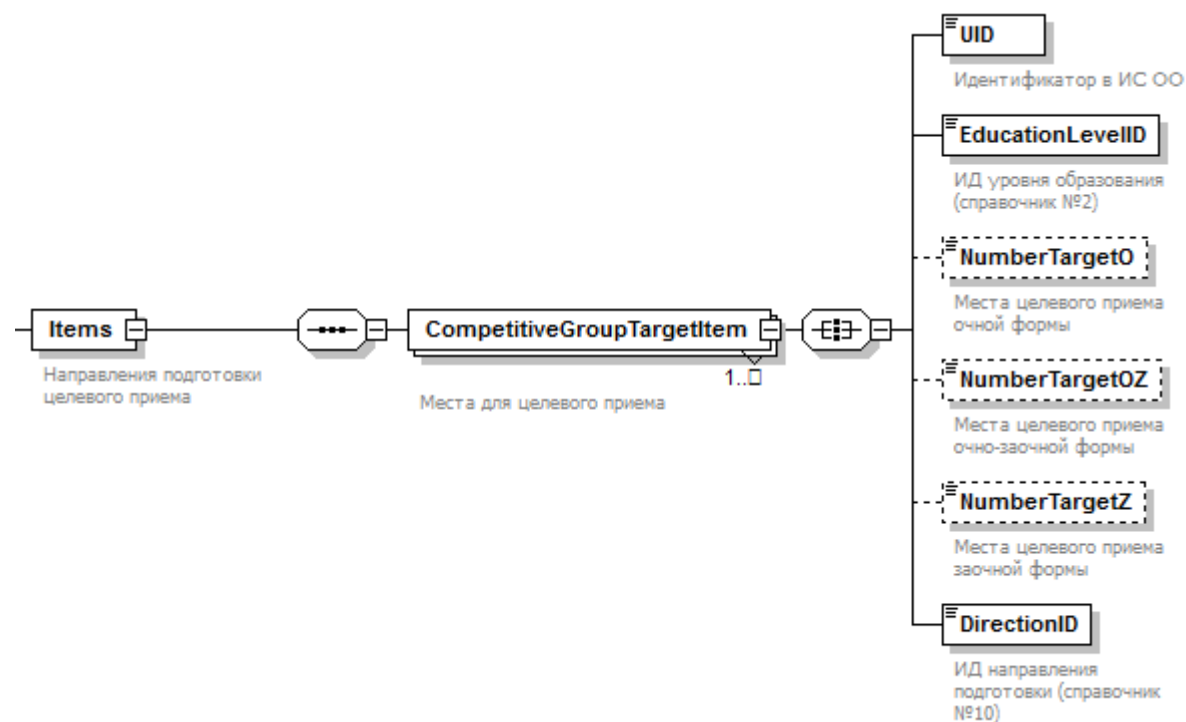 UID
Идентификатор в ИС ОО
EducationLevelID
ИД уровня образования
(справочник №2)
NumberTargetO
Места целевого приема
очной формы
Items
Направления подготовки
целевого приема
CompetitiveGroupTargetItem
1..□
Места для целевого приема
NumberTargetOZ
Места целевого приема
очно-заочной формы
NumberTargetZ
Места целевого приема
заочной формы
DirectionID
ИД направления
подготовки (справочник
№10)